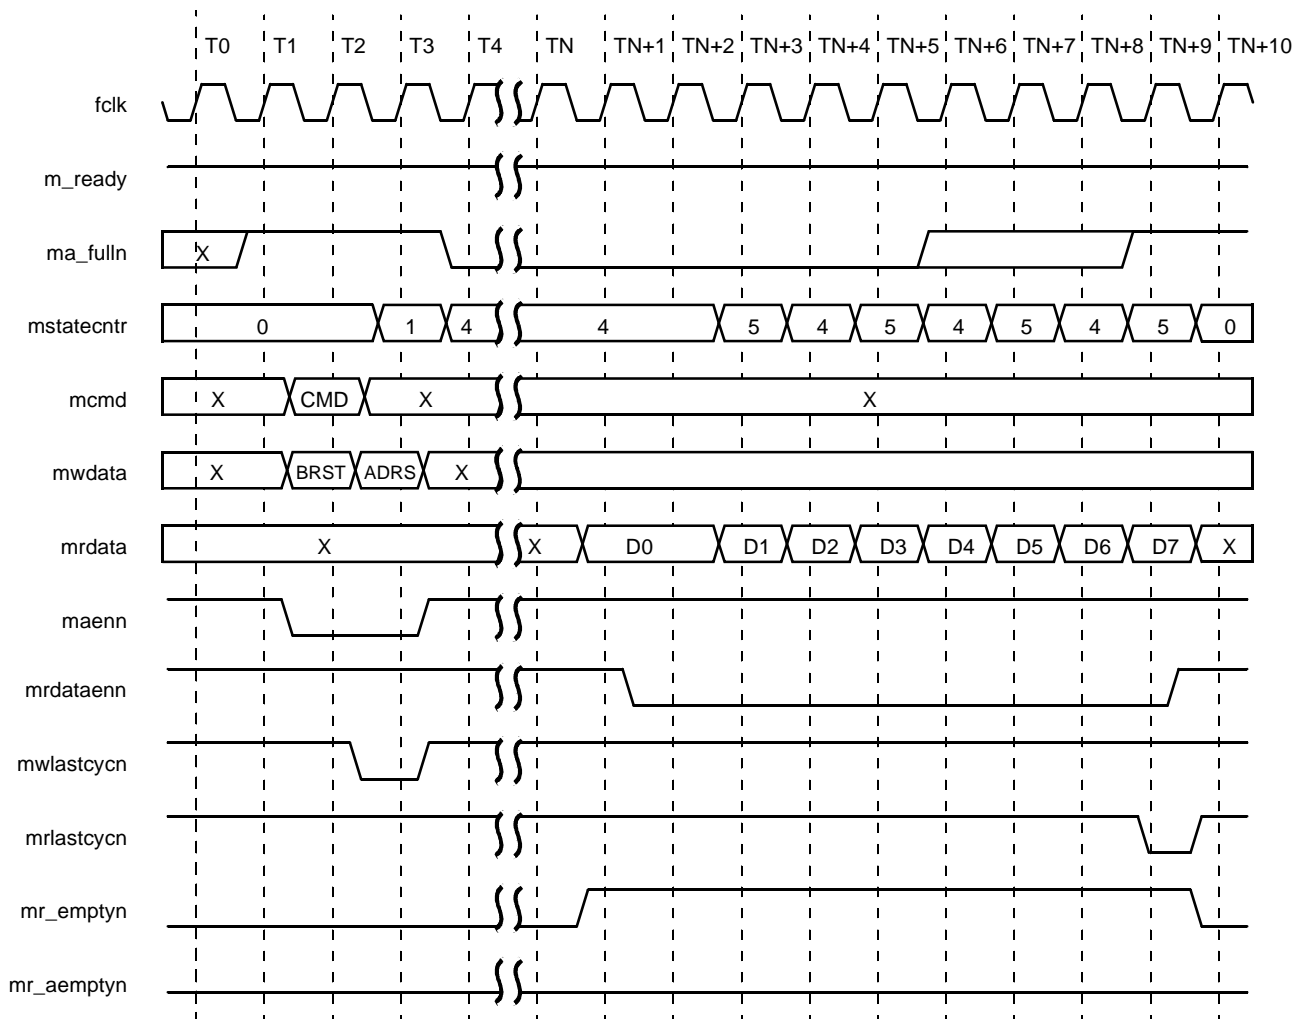 T0 T1 T2 T3 T4 TN TN+1 TN+2 TN+3 TN+4 TN+5 TN+6 TN+7 TN+8 TN+9 TN+10
fclk
m_ready
ma_fulln X
mstatecntr 0 1 4 4 5 4 5 4 5 4 5 0
mcmd X CMD X X
mwdata X BRST ADRS X
mrdata X X D0 D1 D2 D3 D4 D5 D6 D7 X
maenn
mrdataenn
mwlastcycn
mrlastcycn
mr_emptyn
mr_aemptyn